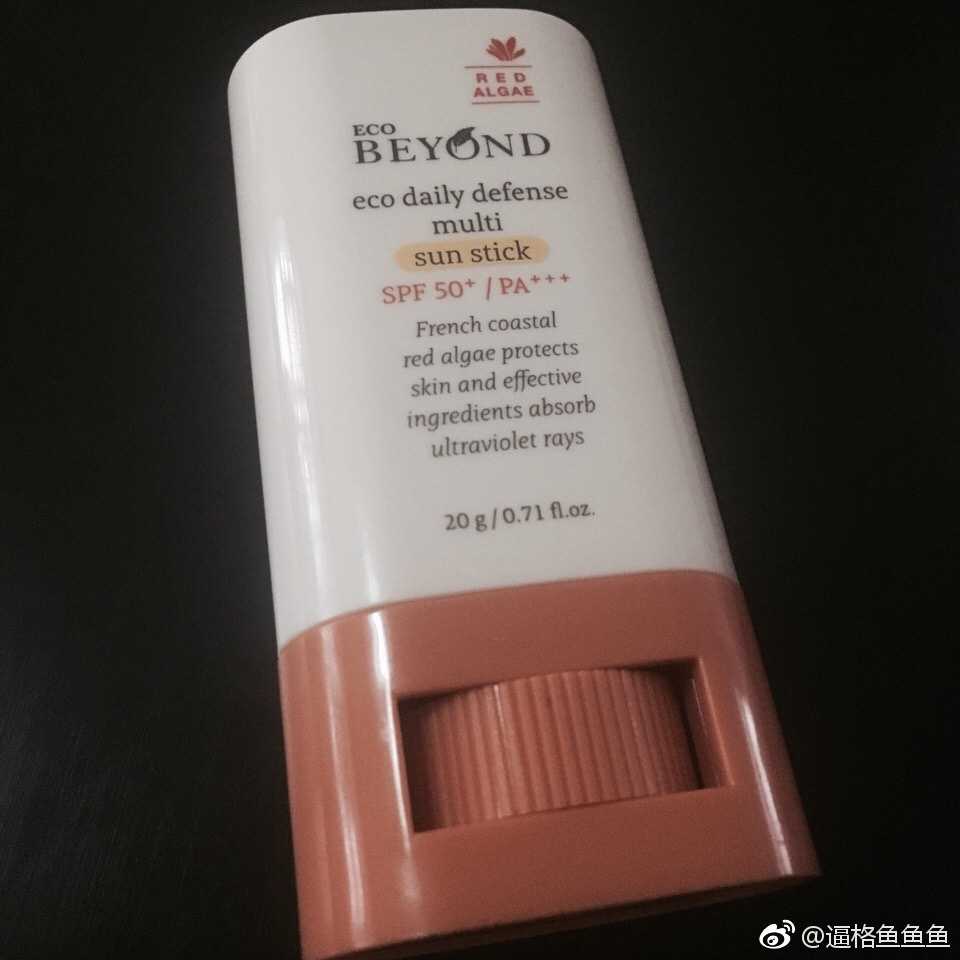 RED
ALGAE
ECO
BEYOND
eco daily defense
multi
sun stick
SPF 50+ / PA+++
French coastal
red algae protects
skin and effective
ingredients absorb
ultraviolet rays
20 g / 0.71 fl.oz.
@逼格鱼鱼鱼